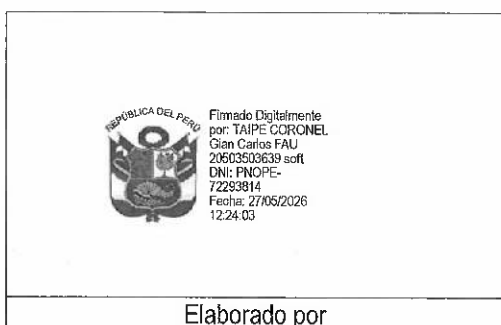 REPÚBLICA DEL PERÚ
Firmado Digitalmente
por: TAIPE CORONEL
Gian Carlos FAU
20503503639 soft
DNI: PNOPE-
72293814
Fecha: 27/05/2026
12:24:03
Elaborado por